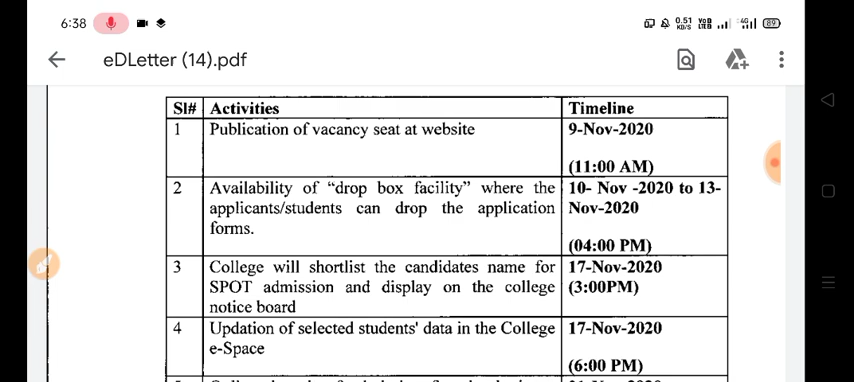 6:38
0.51 KB/S
VoD LTE B
4G
89
eDLetter (14).pdf
Sl# Activities Timeline
1 Publication of vacancy seat at website 9-Nov-2020
(11:00 AM)
2 Availability of “drop box facility” where the 10- Nov -2020 to 13-
applicants/students can drop the application Nov-2020
forms.
(04:00 PM)
3 College will shortlist the candidates name for 17-Nov-2020
SPOT admission and display on the college (3:00PM)
notice board
4 Updation of selected students' data in the College 17-Nov-2020
e-Space
(6:00 PM)